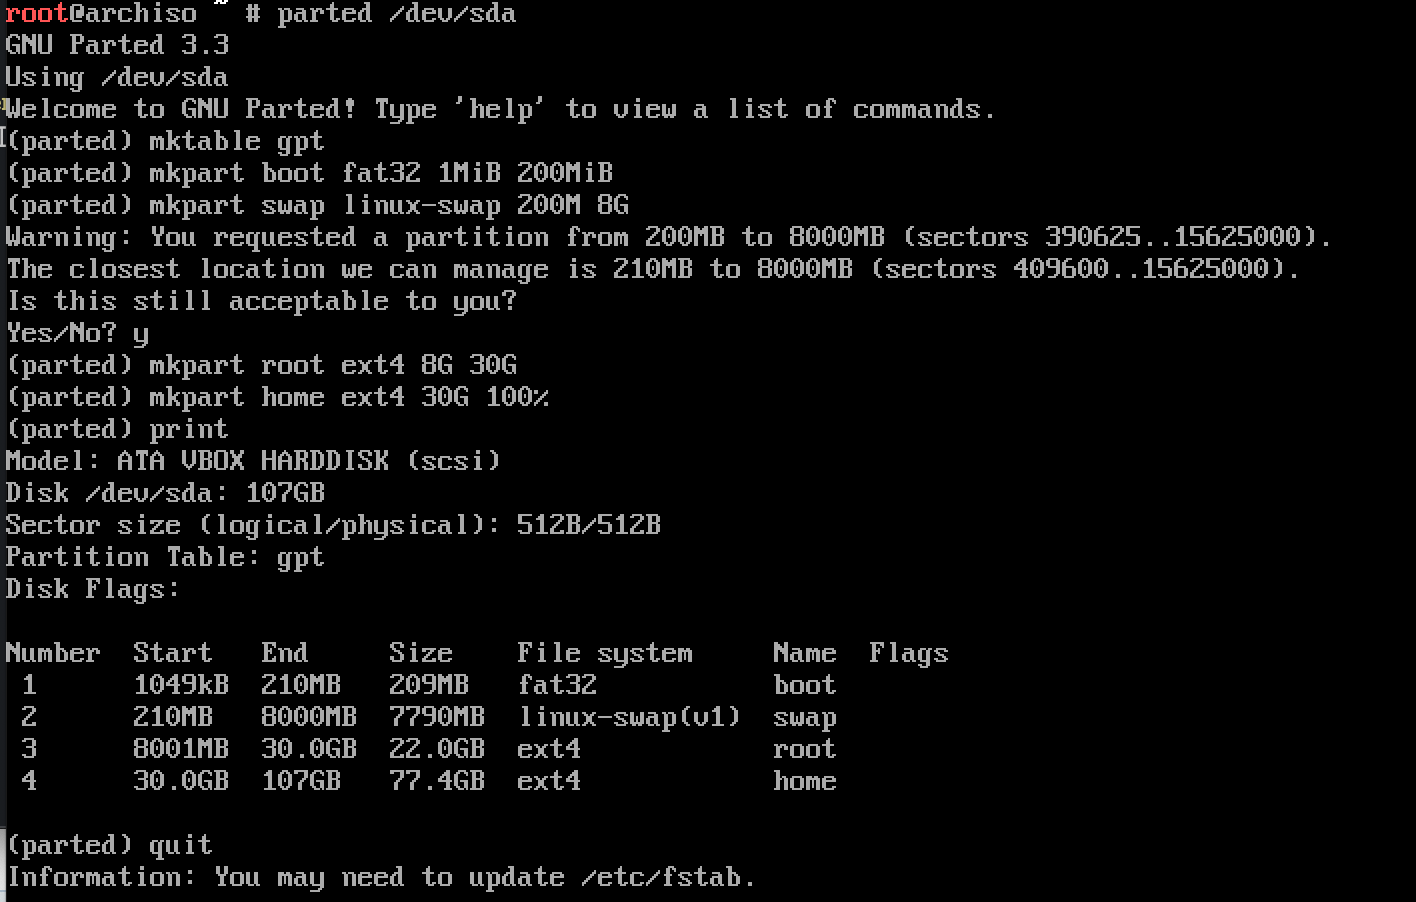 root@archiso ~ # parted /dev/sda
GNU Parted 3.3
Using /dev/sda
Welcome to GNU Parted! Type 'help' to view a list of commands.
(parted) mktable gpt
(parted) mkpart boot fat32 1MiB 200MiB
(parted) mkpart swap linux-swap 200M 8G
Warning: You requested a partition from 200MB to 8000MB (sectors 390625..15625000).
The closest location we can manage is 210MB to 8000MB (sectors 409600..15625000).
Is this still acceptable to you?
Yes/No? y
(parted) mkpart root ext4 8G 30G
(parted) mkpart home ext4 30G 100%
(parted) print
Model: ATA VBOX HARDDISK (scsi)
Disk /dev/sda: 107GB
Sector size (logical/physical): 512B/512B
Partition Table: gpt
Disk Flags:
Number  Start   End     Size    File system     Name  Flags
 1      1049kB  210MB   209MB   fat32           boot
 2      210MB   8000MB  7790MB  linux-swap(v1)  swap
 3      8001MB  30.0GB  22.0GB  ext4            root
 4      30.0GB  107GB   77.4GB  ext4            home
(parted) quit
Information: You may need to update /etc/fstab.